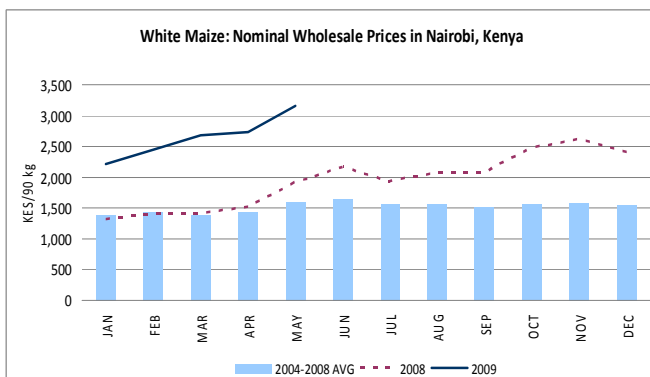 White Maize: Nominal Wholesale Prices in Nairobi, Kenya
KES/90 kg
3,500
3,000
2,500
2,000
1,500
1,000
500
0
JAN FEB MAR APR MAY JUN JUL AUG SEP OCT NOV DEC
2004-2008 AVG 2008 2009